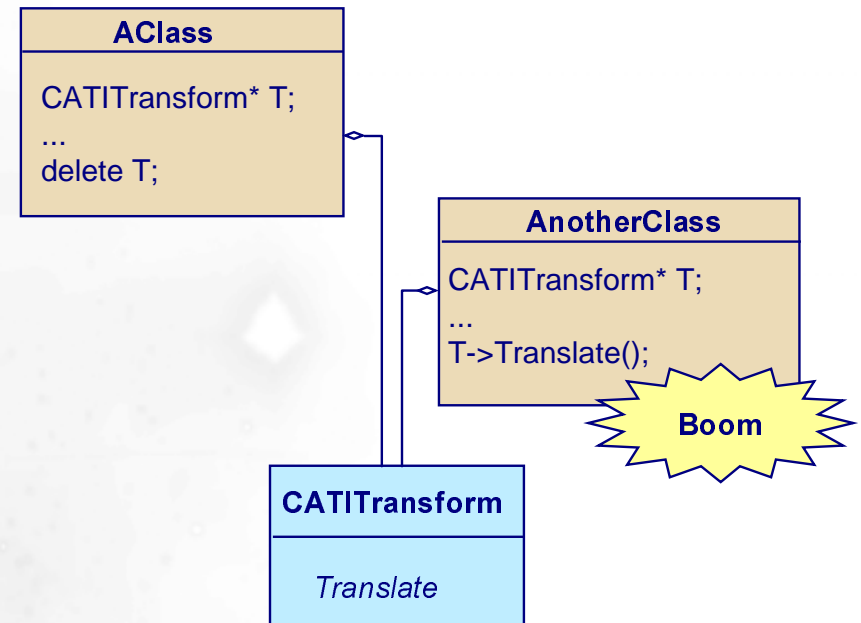 AClass
CATITransform* T;
...
delete T;
AnotherClass
CATITransform* T;
...
T->Translate();
Boom
CATITransform
Translate